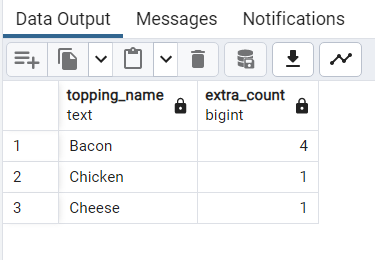 Data Output Messages Notifications
topping_name extra_count
text bigint
1 Bacon 4
2 Chicken 1
3 Cheese 1